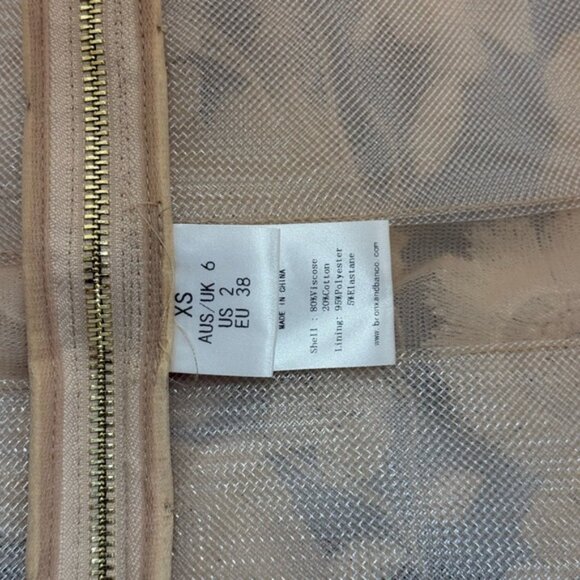 XS
AUS/UK 6
US 2
EU 38
MADE IN CHINA
Shell : 80%Viscose
20%Cotton
Lining: 95%Polyester
5%Elastane
www.bronxandbanco.com